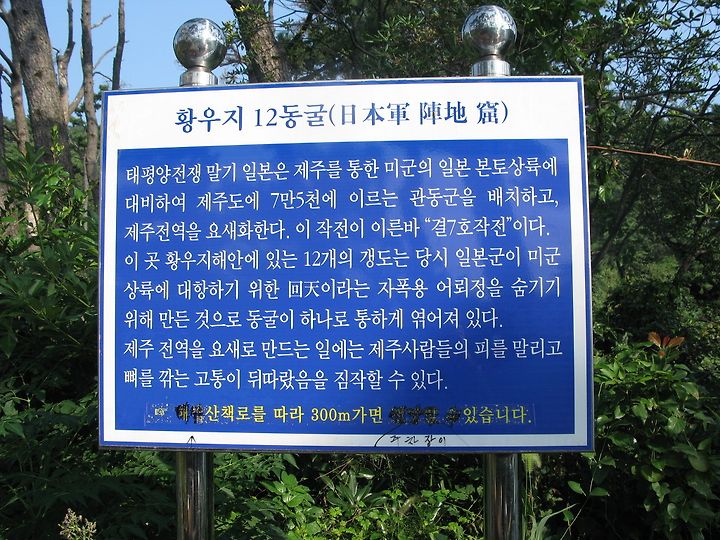 황우지 12동굴(日本軍 陣地 窟)
태평양전쟁 말기 일본은 제주를 통한 미군의 일본 본토상륙에
대비하여 제주도에 7만5천에 이르는 관동군을 배치하고,
제주전역을 요새화한다. 이 작전이 이른바 “결7호작전”이다.
이 곳 황우지해안에 있는 12개의 갱도는 당시 일본군이 미군
상륙에 대항하기 위한 回天이라는 자폭용 어뢰정을 숨기기
위해 만든 것으로 동굴이 하나로 통하게 엮어져 있다.
제주 전역을 요새로 만드는 일에는 제주사람들의 피를 말리고
뼈를 깎는 고통이 뒤따랐음을 짐작할 수 있다.
산책로를 따라 300m가면 있습니다.